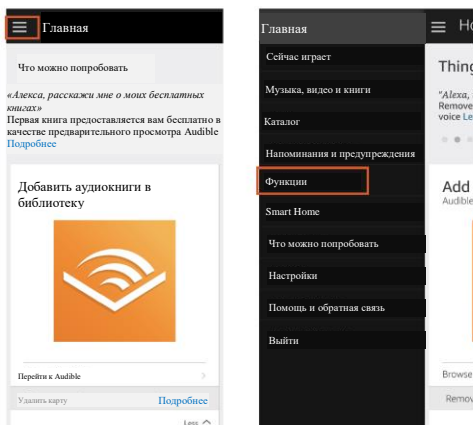 Главная
Что можно попробовать
«Алекса, расскажи мне о моих бесплатных
книгах»
Первая книга предоставляется вам бесплатно в
качестве предварительного просмотра Audible
Подробнее
Добавить аудиокниги в
библиотеку
Перейти к Audible
Удалить карту
Подробнее
Less
Главная
Сейчас играет
Музыка, видео и книги
Каталог
Напоминания и предупреждения
Функции
Smart Home
Что можно попробовать
Настройки
Помощь и обратная связь
Выйти
Ho
Thing
"Alexa,
Remove
voice Le
Add
Audible
Browse
Remov